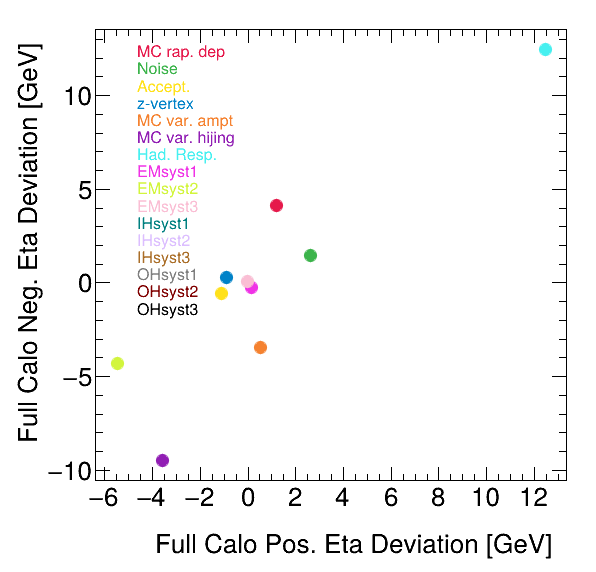 Full Calo Neg. Eta Deviation [GeV]
10
5
0
−5
−10
MC rap. dep
Noise
Accept.
z-vertex
MC var. ampt
MC var. hijing
Had. Resp.
EMsyst1
EMsyst2
EMsyst3
IHsyst1
IHsyst2
IHsyst3
OHsyst1
OHsyst2
OHsyst3
−6 −4 −2 0 2 4 6 8 10 12
Full Calo Pos. Eta Deviation [GeV]